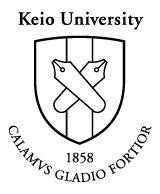 Keio University
1858
CALAMVS GLADIO FORTIOR